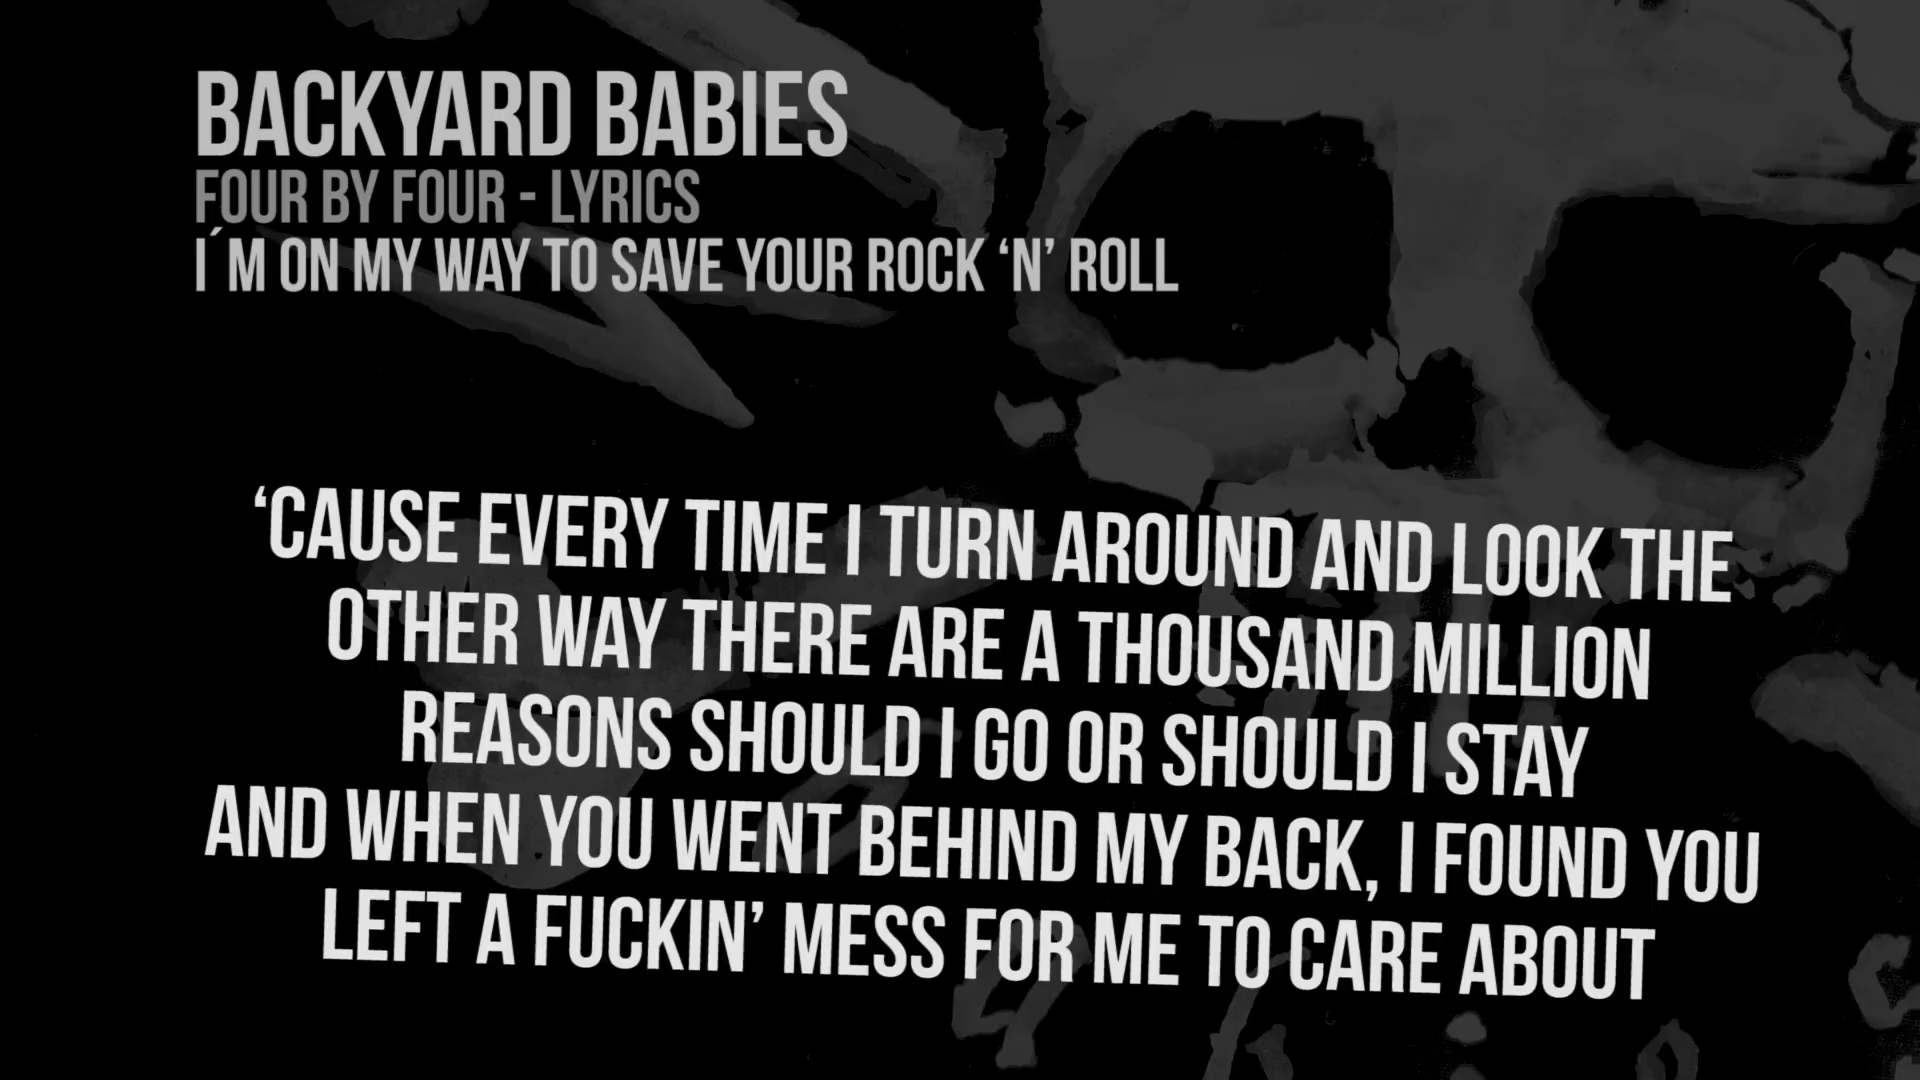 BACKYARD BABIES
FOUR BY FOUR - LYRICS
I´M ON MY WAY TO SAVE YOUR ROCK ‘N’ ROLL
‘CAUSE EVERY TIME I TURN AROUND AND LOOK THE
OTHER WAY THERE ARE A THOUSAND MILLION
REASONS SHOULD I GO OR SHOULD I STAY
AND WHEN YOU WENT BEHIND MY BACK, I FOUND YOU
LEFT A FUCKIN’ MESS FOR ME TO CARE ABOUT